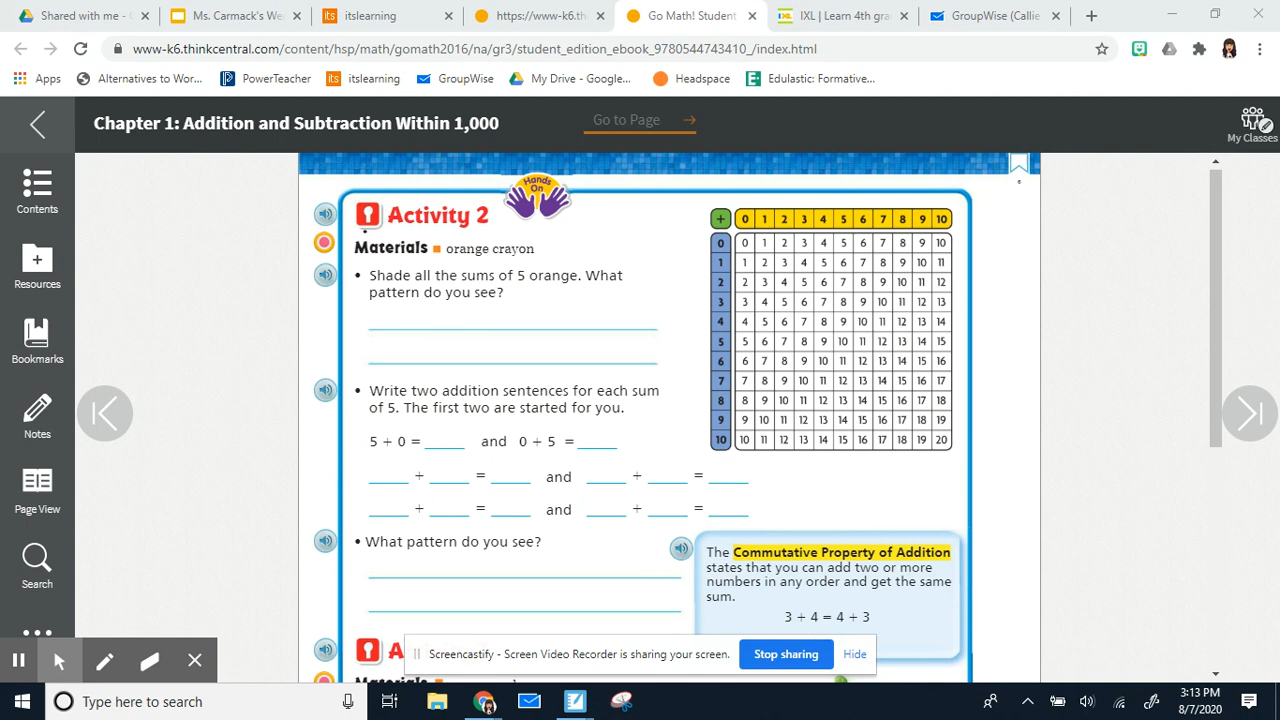 Shared with me - G
Ms. Carmack's We
itslearning
https://www-k6.th
Go Math! Student
IXL | Learn 4th gra
GroupWise (Callie
www-k6.thinkcentral.com/content/hsp/math/gomath2016/na/gr3/student_edition_ebook_9780544743410_/index.html
Apps
Alternatives to Wor...
PowerTeacher
its itslearning
GroupWise
My Drive - Google...
Headspace
Edulastic: Formative...
Chapter 1: Addition and Subtraction Within 1,000
Go to Page
My Classes
Contents
Resources
Bookmarks
Notes
Page View
Search
Hands
On
Activity 2
Materials ■ orange crayon
• Shade all the sums of 5 orange. What
pattern do you see?
• Write two addition sentences for each sum
of 5. The first two are started for you.
5 + 0 = ____ and 0 + 5 = ____
____ + ____ = ____ and ____ + ____ = ____
____ + ____ = ____ and ____ + ____ = ____
• What pattern do you see?
+ 0 1 2 3 4 5 6 7 8 9 10
0 0 1 2 3 4 5 6 7 8 9 10
1 1 2 3 4 5 6 7 8 9 10 11
2 2 3 4 5 6 7 8 9 10 11 12
3 3 4 5 6 7 8 9 10 11 12 13
4 4 5 6 7 8 9 10 11 12 13 14
5 5 6 7 8 9 10 11 12 13 14 15
6 6 7 8 9 10 11 12 13 14 15 16
7 7 8 9 10 11 12 13 14 15 16 17
8 8 9 10 11 12 13 14 15 16 17 18
9 9 10 11 12 13 14 15 16 17 18 19
10 10 11 12 13 14 15 16 17 18 19 20
The Commutative Property of Addition
states that you can add two or more
numbers in any order and get the same
sum.
3 + 4 = 4 + 3
A
Screencastify - Screen Video Recorder is sharing your screen.
Stop sharing
Hide
Type here to search
3:13 PM
8/7/2020